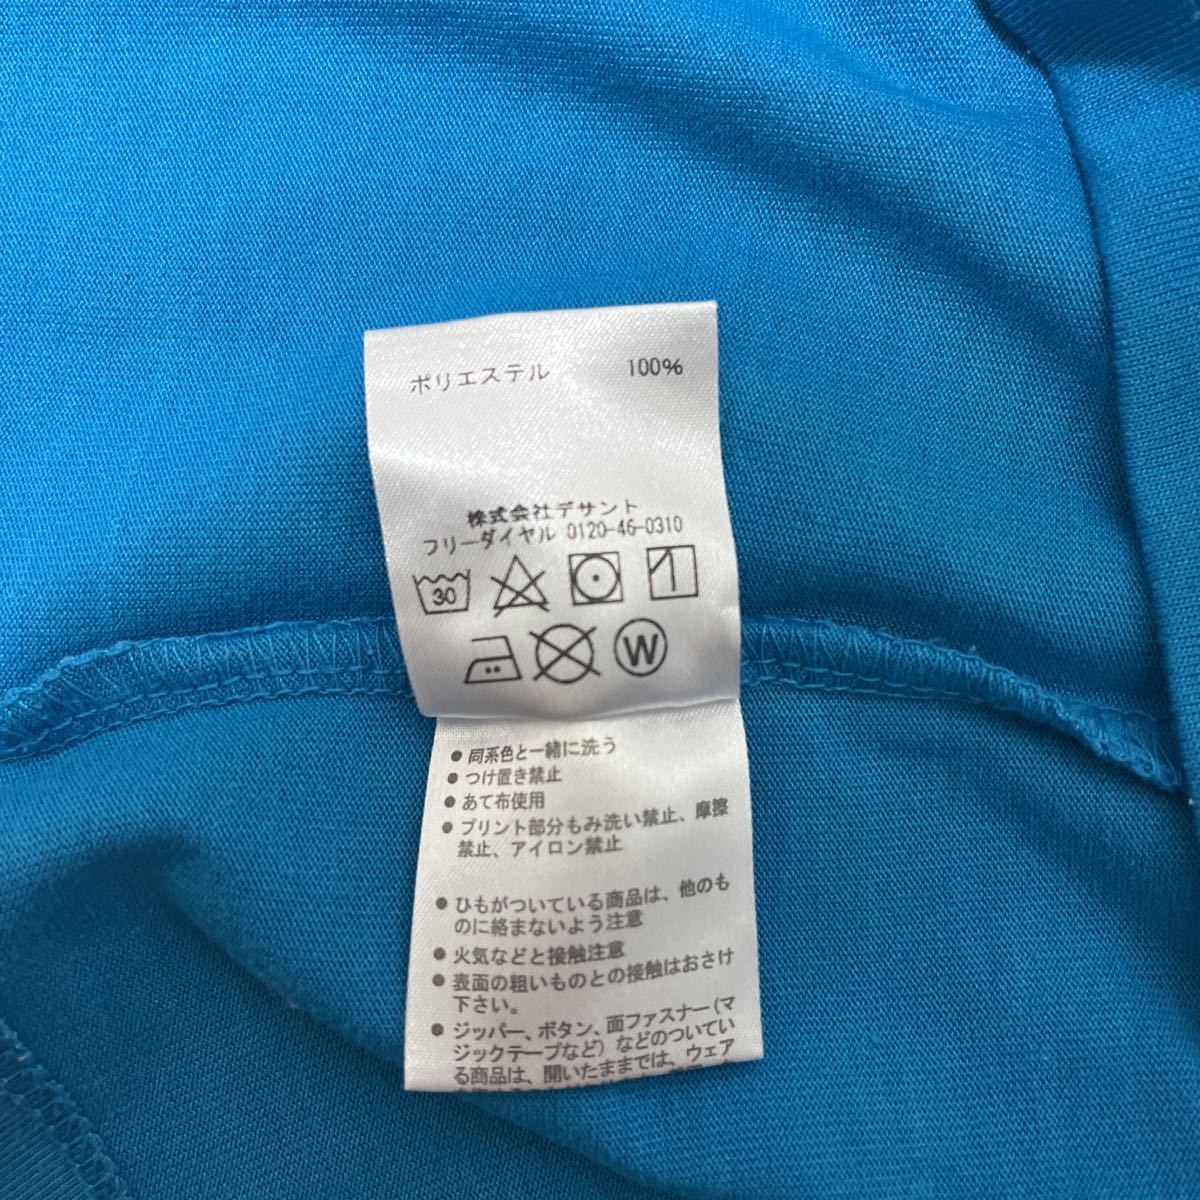 ポリエステル 100%
株式会社デサント
フリーダイヤル 0120-46-0310
30
W
● 同系色と一緒に洗う
● つけ置き禁止
● あて布使用
● プリント部分もみ洗い禁止、摩擦
禁止、アイロン禁止
● ひもがついている商品は、他のも
のに絡まないよう注意
● 火気などと接触注意
● 表面の粗いものとの接触はおさけ
下さい。
● ジッパー、ボタン、面ファスナー(マ
ジックテープなど)などのついてい
る商品は、開いたままでは、ウェア